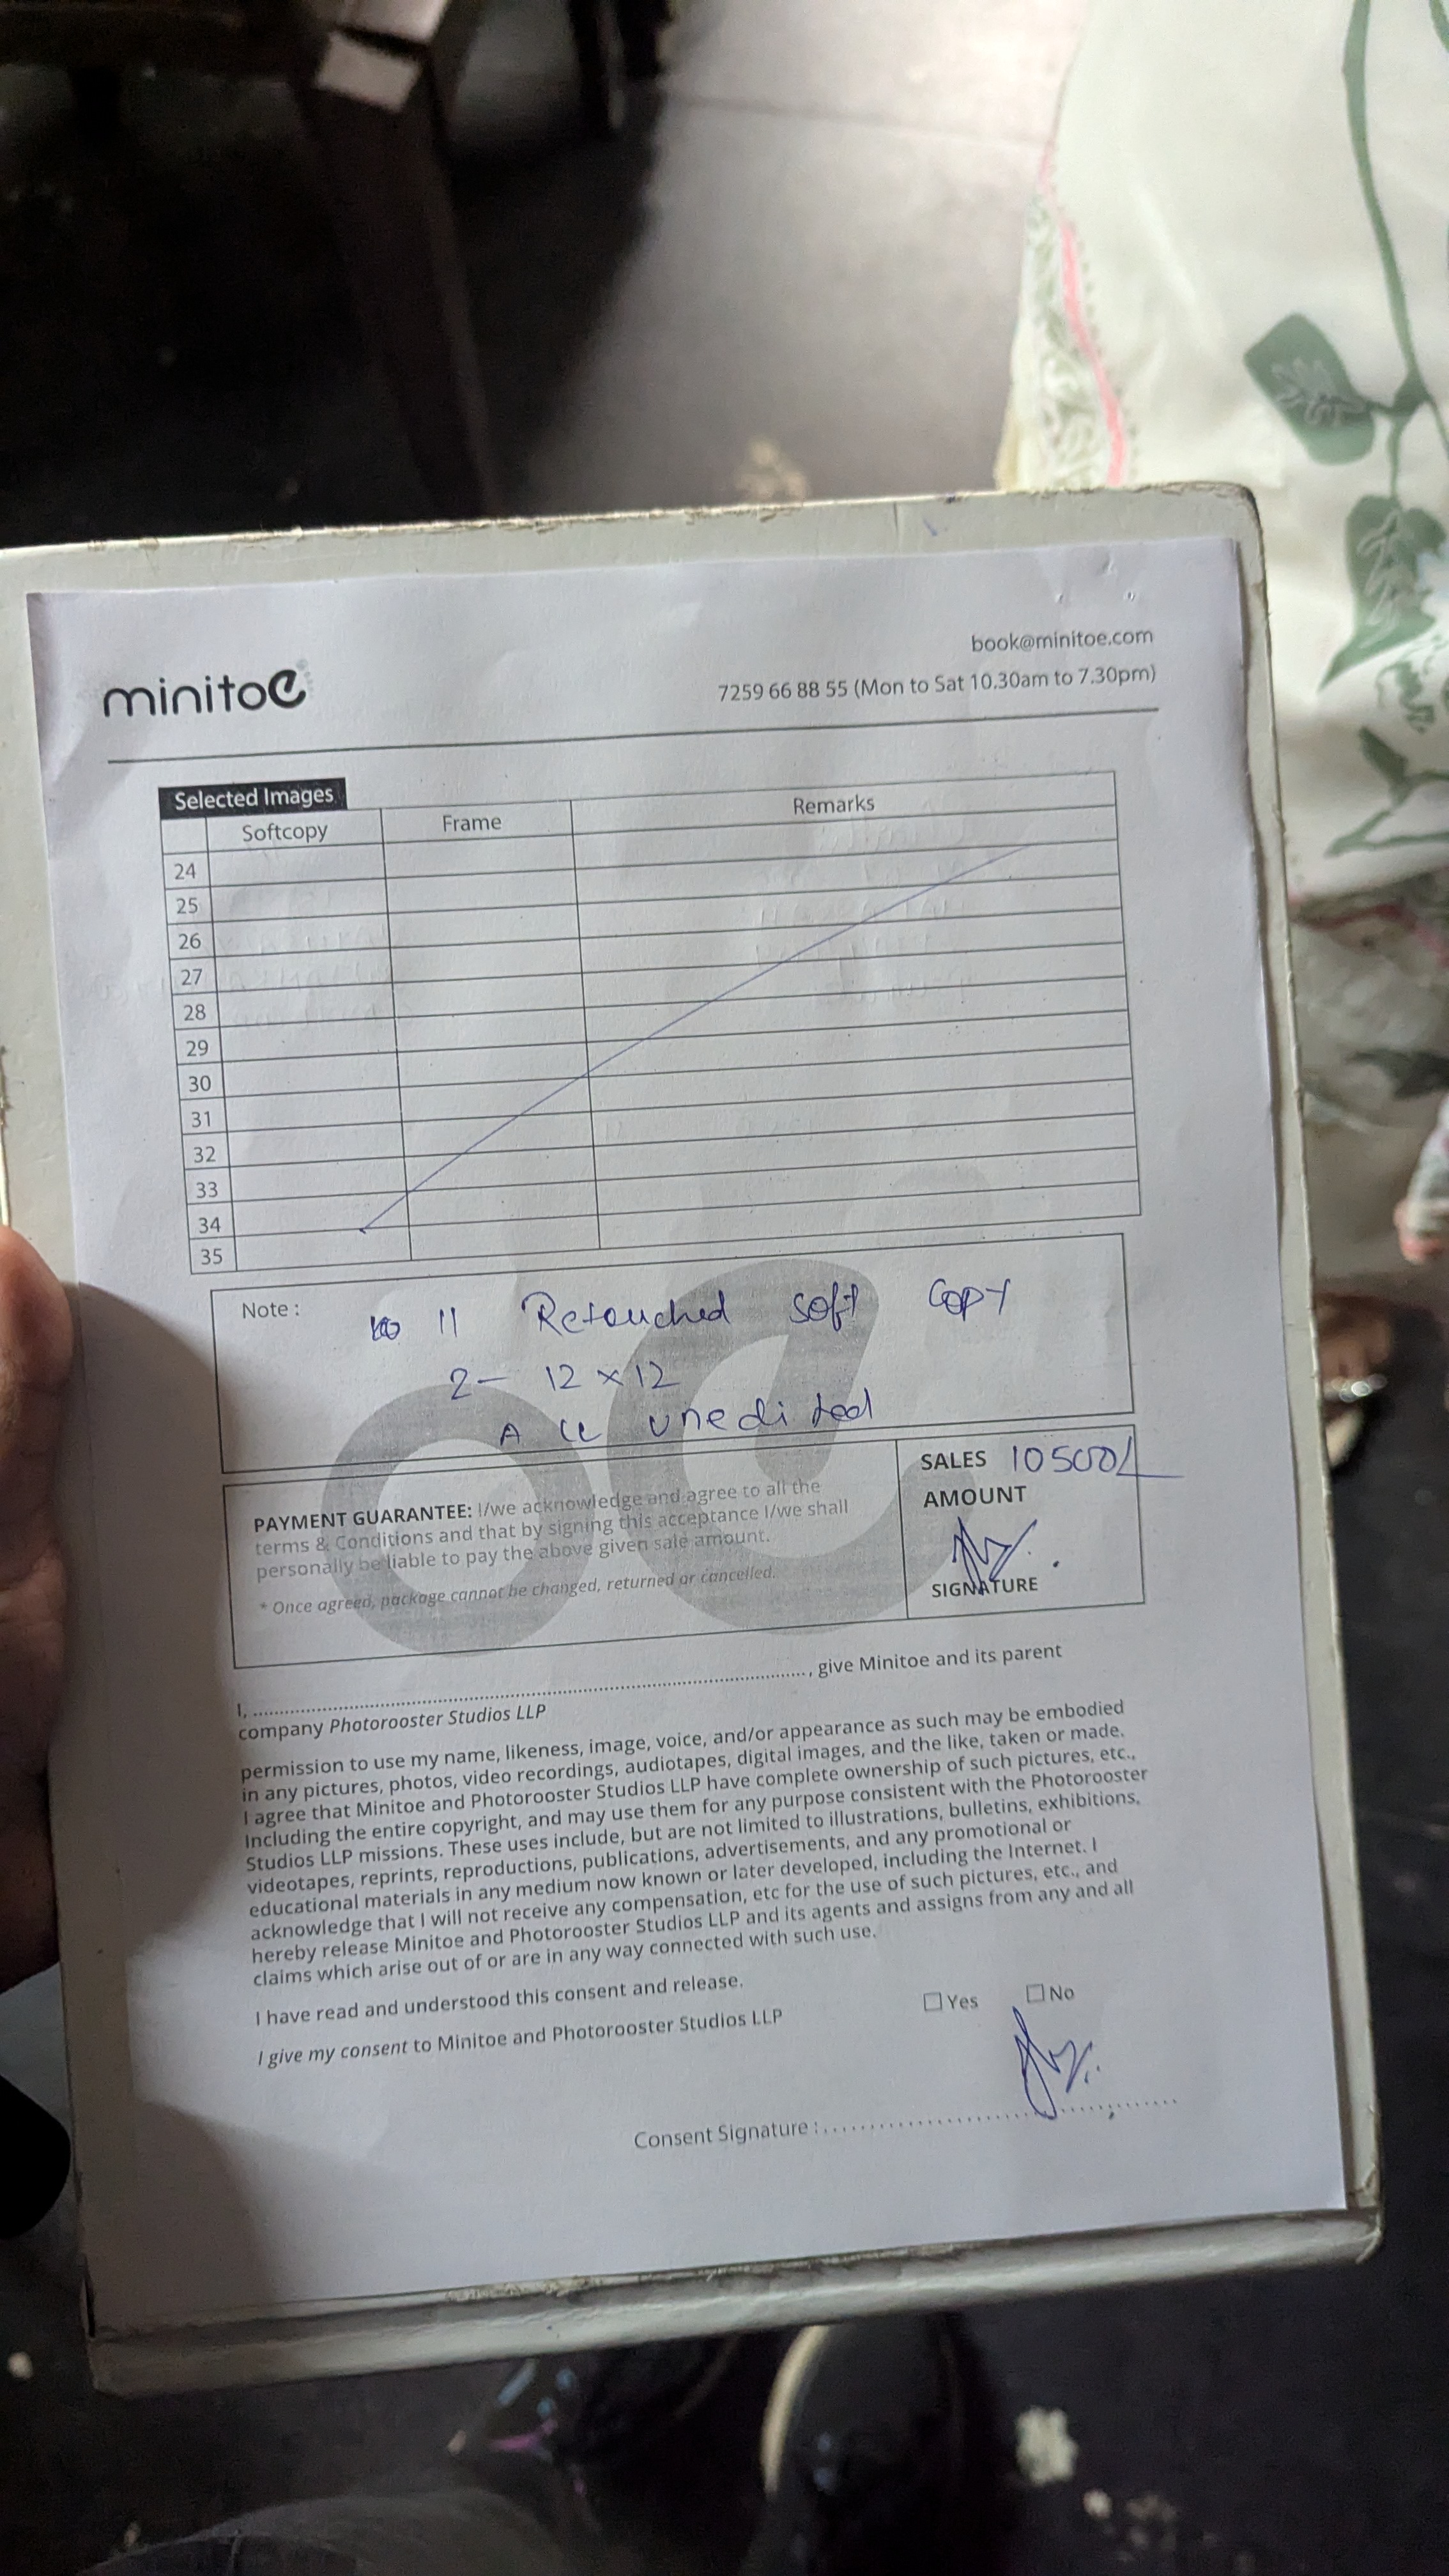 minitoe
book@minitoe.com
7259 66 88 55 (Mon to Sat 10.30am to 7.30pm)
Selected Images
Softcopy Frame Remarks
24
25
26
27
28
29
30
31
32
33
34
35
Note :
11 Retouched soft copy
2- 12 x 12
All unedited
PAYMENT GUARANTEE: I/we acknowledge and agree to all the
terms & Conditions and that by signing this acceptance I/we shall
personally be liable to pay the above given sale amount.
* Once agreed, package cannot be changed, returned or cancelled.
SALES 10500/
AMOUNT
SIGNATURE
I, ........................................................................................................, give Minitoe and its parent
company Photorooster Studios LLP
permission to use my name, likeness, image, voice, and/or appearance as such may be embodied
in any pictures, photos, video recordings, audiotapes, digital images, and the like, taken or made.
I agree that Minitoe and Photorooster Studios LLP have complete ownership of such pictures, etc.,
Including the entire copyright, and may use them for any purpose consistent with the Photorooster
Studios LLP missions. These uses include, but are not limited to illustrations, bulletins, exhibitions,
videotapes, reprints, reproductions, publications, advertisements, and any promotional or
educational materials in any medium now known or later developed, including the Internet. I
acknowledge that I will not receive any compensation, etc for the use of such pictures, etc., and
hereby release Minitoe and Photorooster Studios LLP and its agents and assigns from any and all
claims which arise out of or are in any way connected with such use.
I have read and understood this consent and release.
I give my consent to Minitoe and Photorooster Studios LLP
Yes No
Consent Signature :..............................................